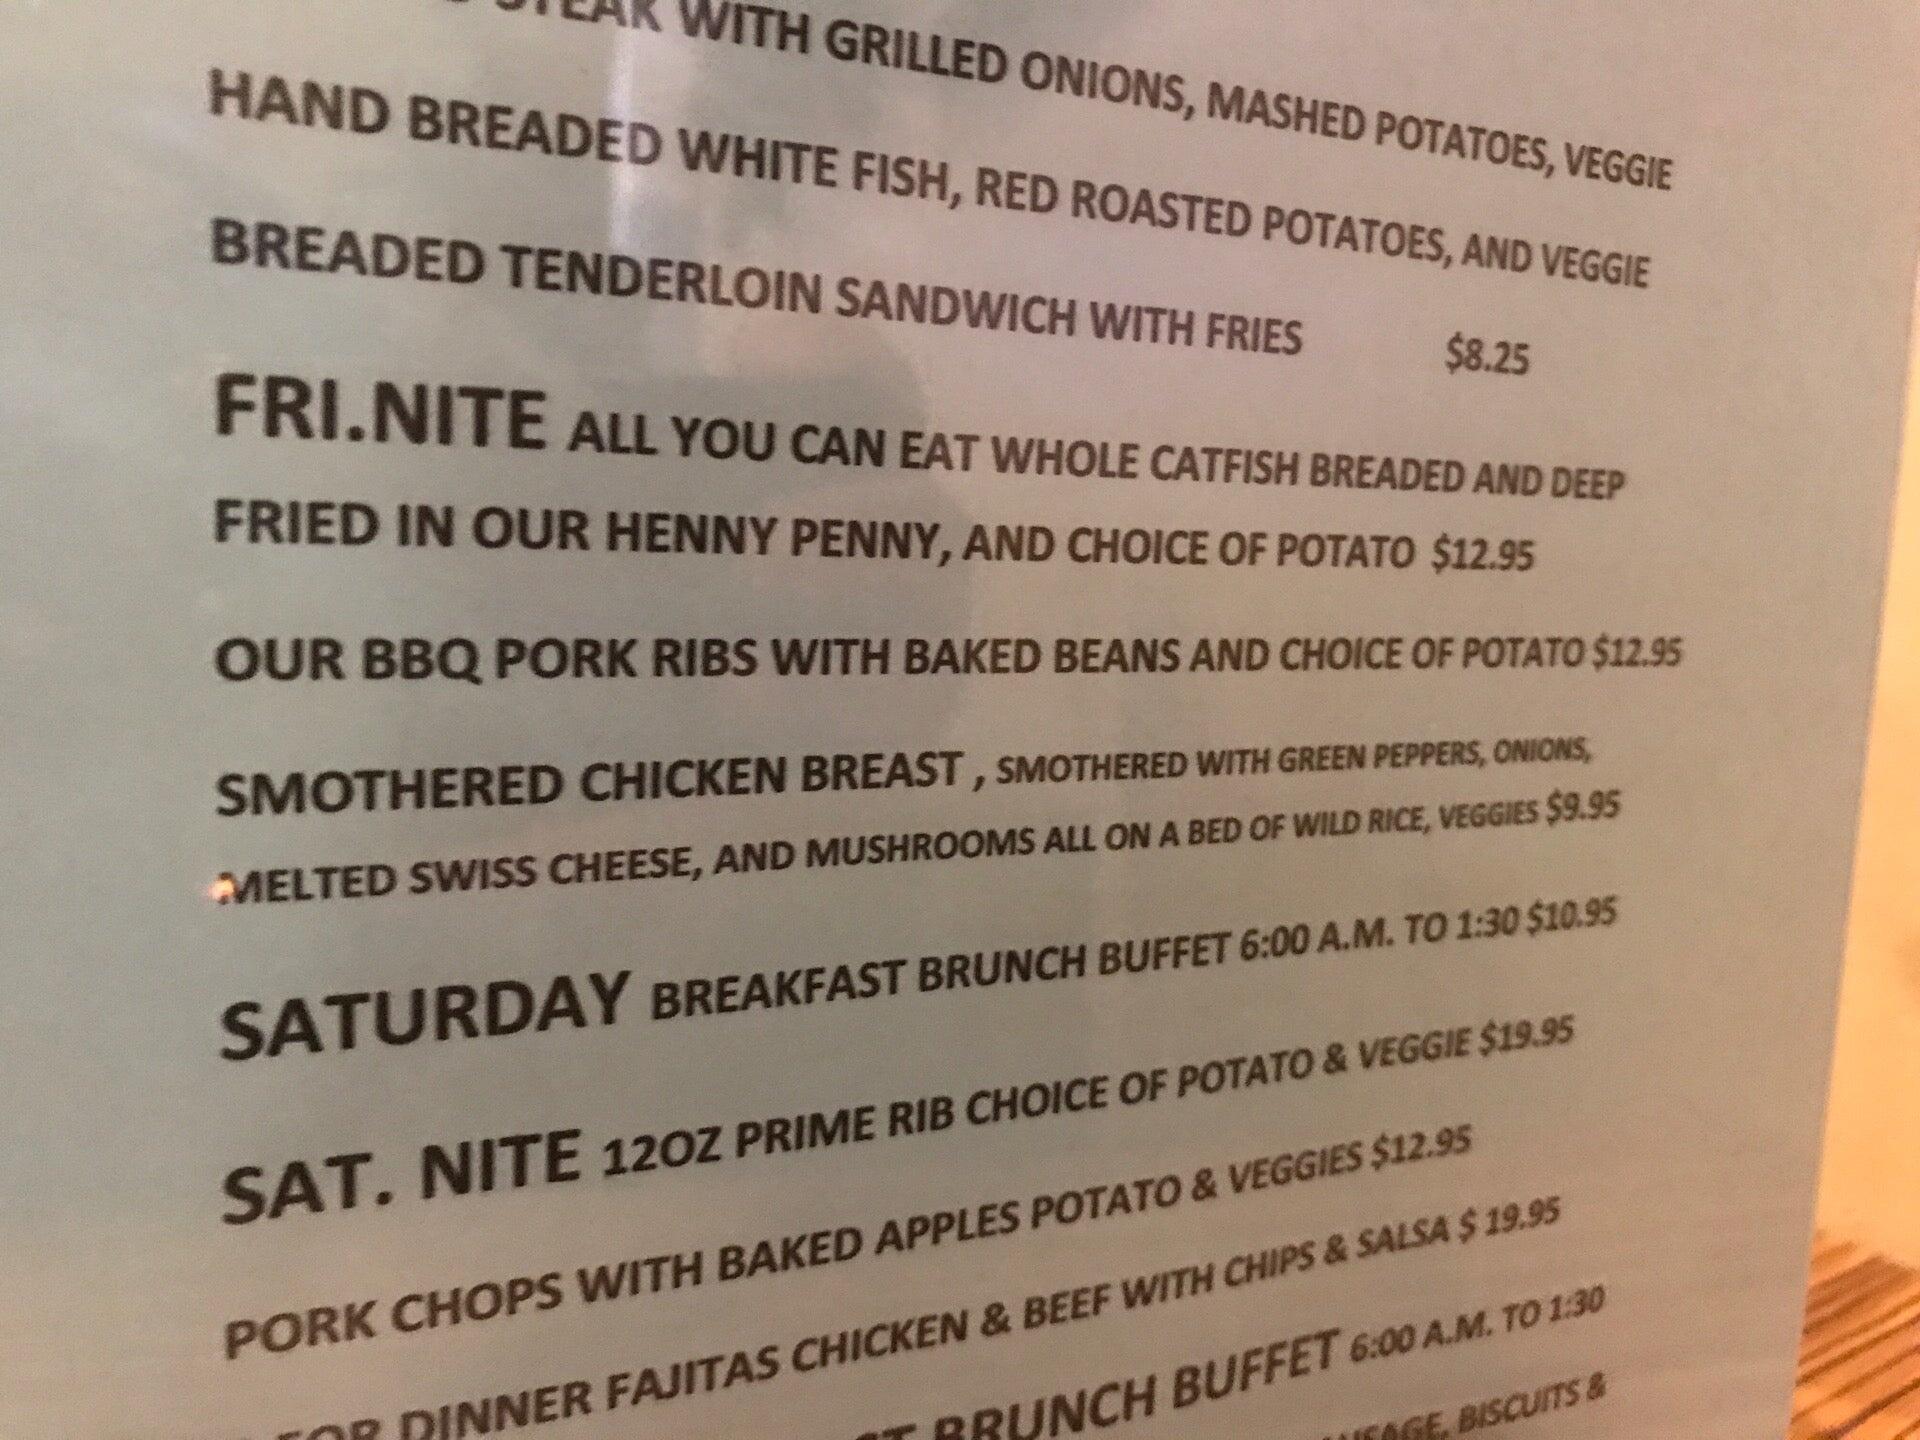 STEAK WITH GRILLED ONIONS, MASHED POTATOES, VEGGIE
HAND BREADED WHITE FISH, RED ROASTED POTATOES, AND VEGGIE
BREADED TENDERLOIN SANDWICH WITH FRIES $8.25
FRI.NITE ALL YOU CAN EAT WHOLE CATFISH BREADED AND DEEP
FRIED IN OUR HENNY PENNY, AND CHOICE OF POTATO $12.95
OUR BBQ PORK RIBS WITH BAKED BEANS AND CHOICE OF POTATO $12.95
SMOTHERED CHICKEN BREAST , SMOTHERED WITH GREEN PEPPERS, ONIONS,
MELTED SWISS CHEESE, AND MUSHROOMS ALL ON A BED OF WILD RICE, VEGGIES $9.95
SATURDAY BREAKFAST BRUNCH BUFFET 6:00 A.M. TO 1:30 $10.95
SAT. NITE 12OZ PRIME RIB CHOICE OF POTATO & VEGGIE $19.95
PORK CHOPS WITH BAKED APPLES POTATO & VEGGIES $12.95
FOR DINNER FAJITAS CHICKEN & BEEF WITH CHIPS & SALSA $ 19.95
BRUNCH BUFFET 6:00 A.M. TO 1:30
BISCUITS &